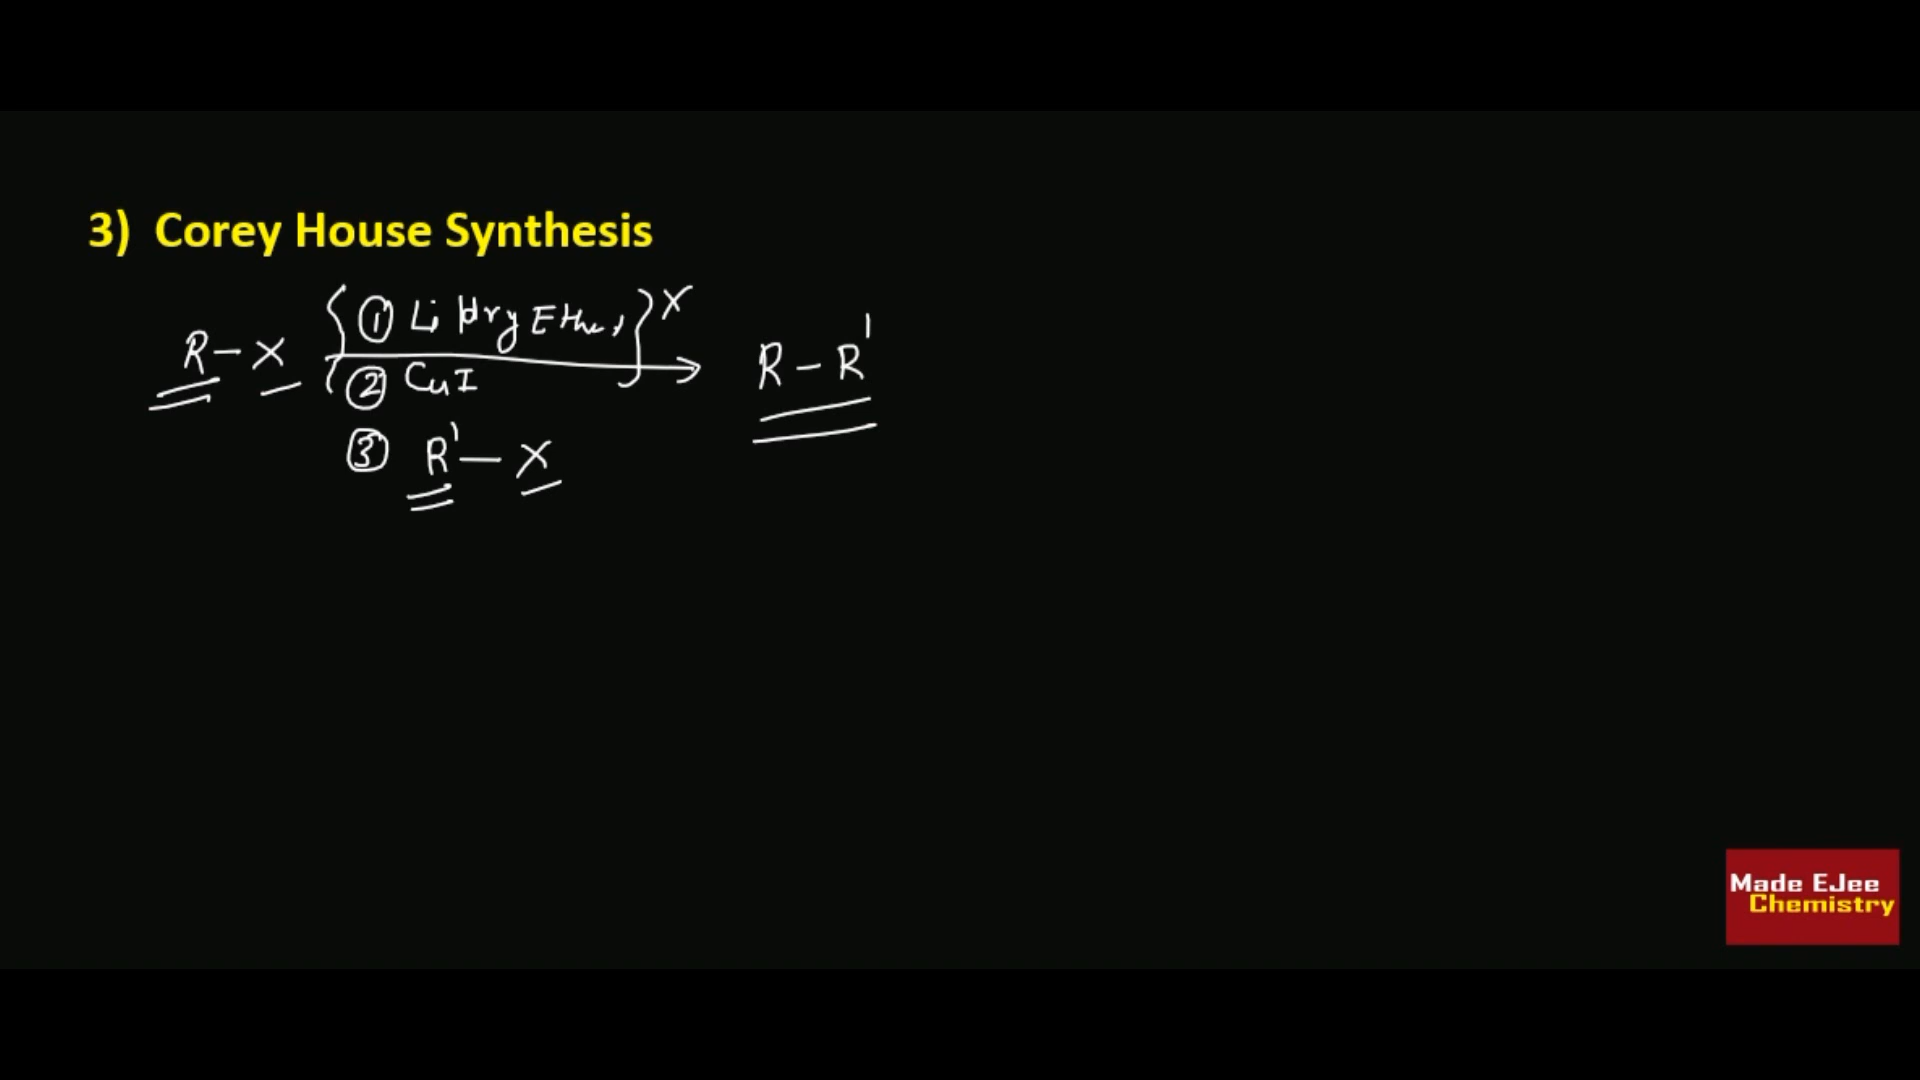 3) Corey House Synthesis
R-X {① Li / dry Ether} X
② CuI
R-R'
③ R'-X
Made EJee
Chemistry